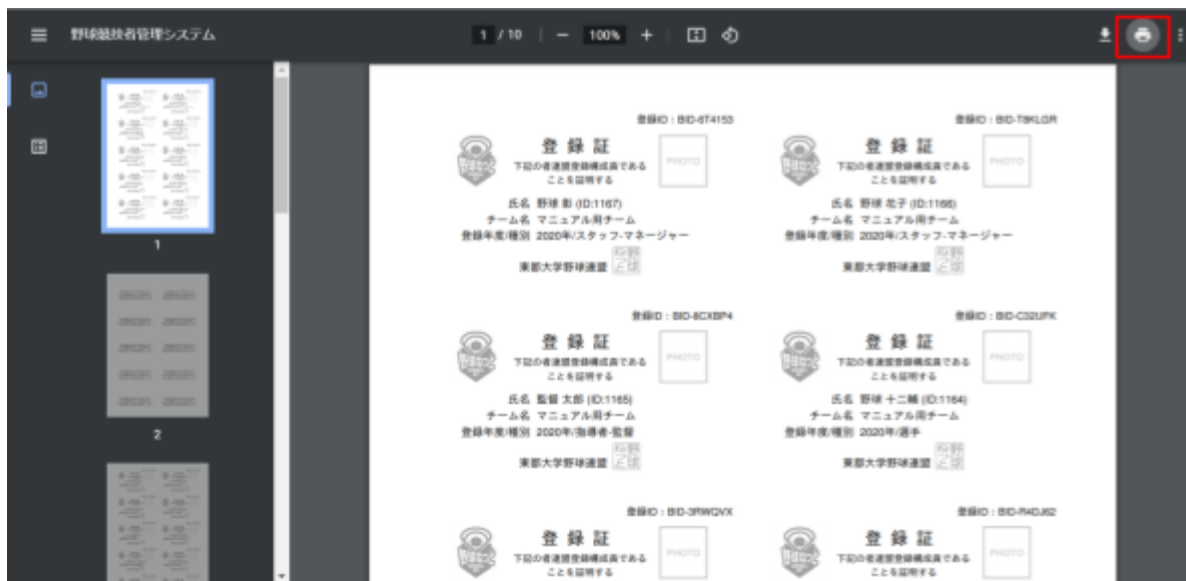 野球競技者管理システム
1 / 10
100%
1
2
登録ID：BID-6T4153
登録証
PHOTO
下記の者連盟登録構成員である
ことを証明する
氏名 野球 彰 (ID:1167)
チーム名 マニュアル用チーム
登録年度/種別 2020年/スタッフ-マネージャー
東都大学野球連盟
登録ID：BID-T8KLGR
登録証
PHOTO
下記の者連盟登録構成員である
ことを証明する
氏名 野球 花子 (ID:1166)
チーム名 マニュアル用チーム
登録年度/種別 2020年/スタッフ-マネージャー
東都大学野球連盟
登録ID：BID-8CXBP4
登録証
PHOTO
下記の者連盟登録構成員である
ことを証明する
氏名 監督 太郎 (ID:1165)
チーム名 マニュアル用チーム
登録年度/種別 2020年/指導者-監督
東都大学野球連盟
登録ID：BID-C32UFK
登録証
PHOTO
下記の者連盟登録構成員である
ことを証明する
氏名 野球 十二輔 (ID:1164)
チーム名 マニュアル用チーム
登録年度/種別 2020年/選手
東都大学野球連盟
登録ID：BID-3RWQVX
登録証
PHOTO
下記の者連盟登録構成員である
ことを証明する
登録ID：BID-R4DJ62
登録証
PHOTO
下記の者連盟登録構成員である
ことを証明する